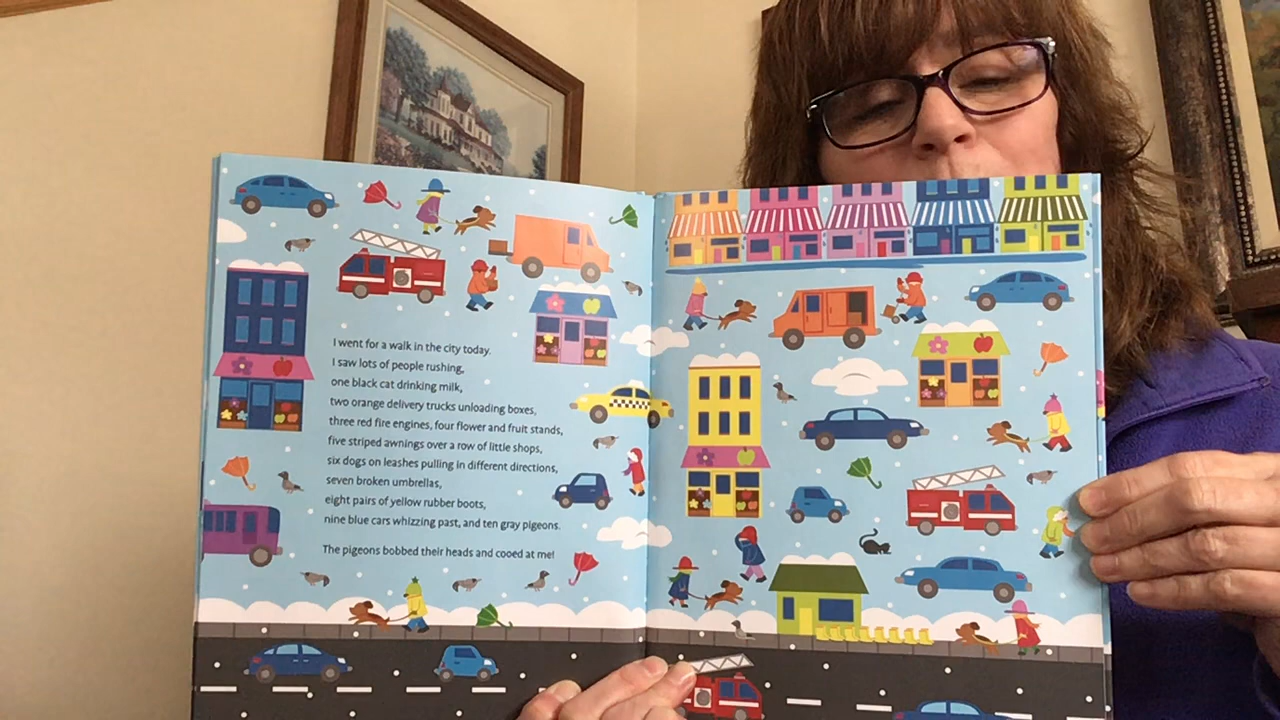 I went for a walk in the city today.
I saw lots of people rushing,
one black cat drinking milk,
two orange delivery trucks unloading boxes,
three red fire engines, four flower and fruit stands,
five striped awnings over a row of little shops,
six dogs on leashes pulling in different directions,
seven broken umbrellas,
eight pairs of yellow rubber boots,
nine blue cars whizzing past, and ten gray pigeons.
The pigeons bobbed their heads and cooed at me!